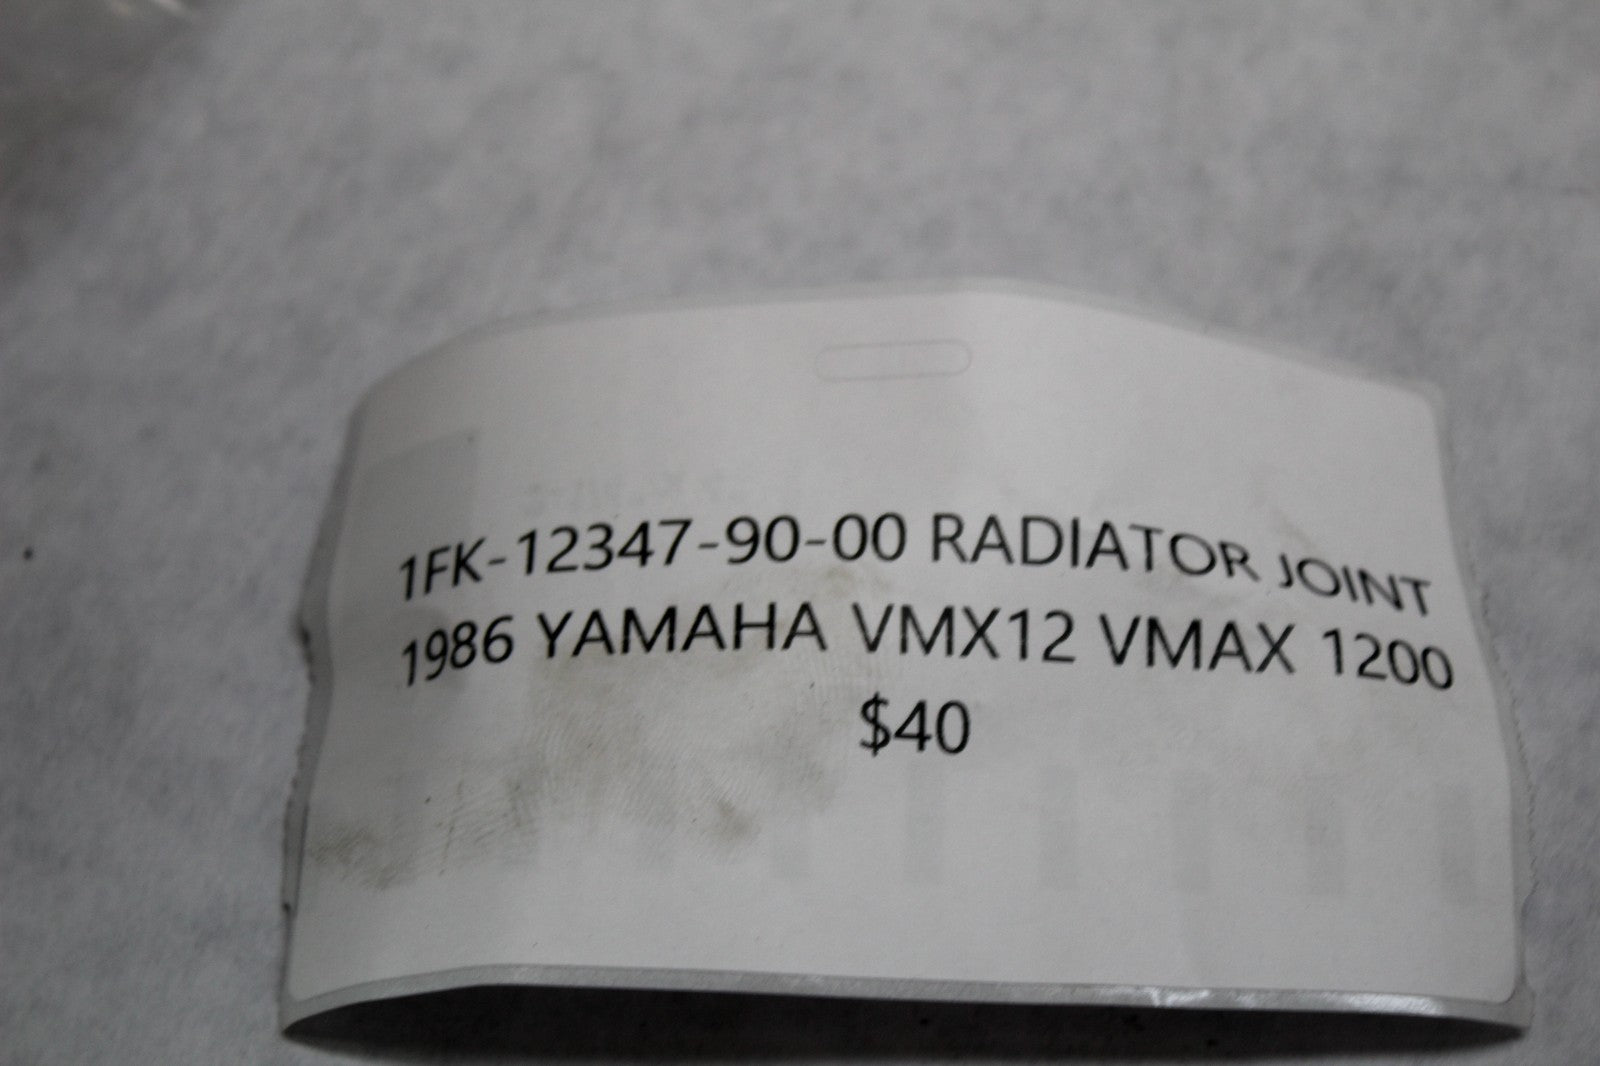 1FK-12347-90-00 RADIATOR JOINT
1986 YAMAHA VMX12 VMAX 1200
$40